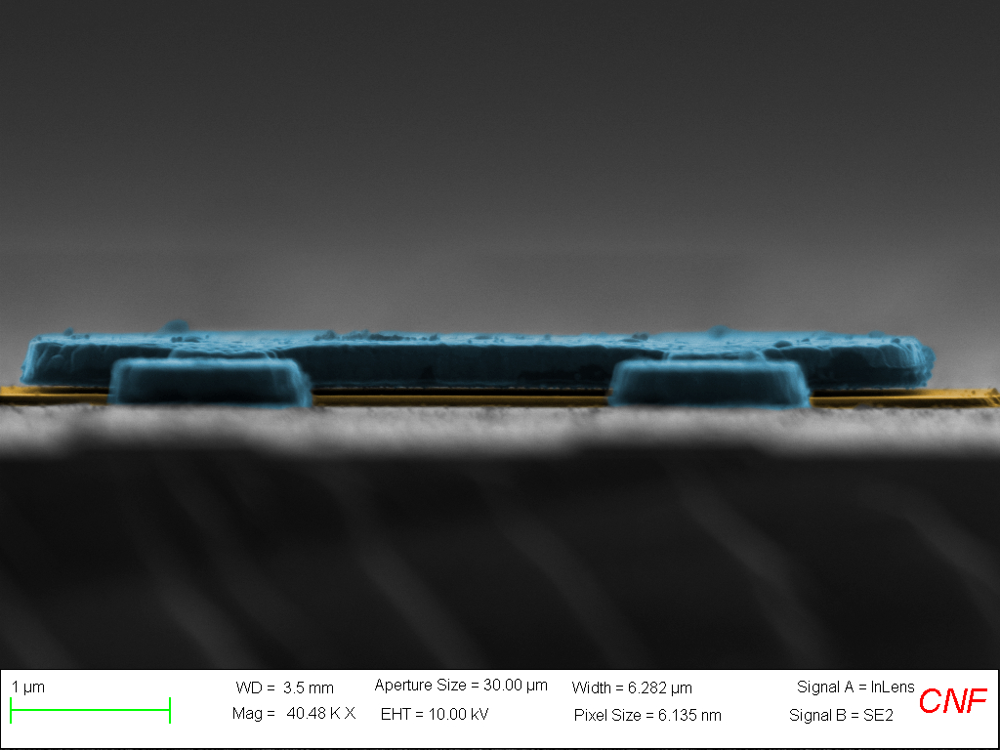 1 µm
WD = 3.5 mm
Aperture Size = 30.00 µm
Width = 6.282 µm
Signal A = InLens
Mag = 40.48 K X
EHT = 10.00 kV
Pixel Size = 6.135 nm
Signal B = SE2
CNF